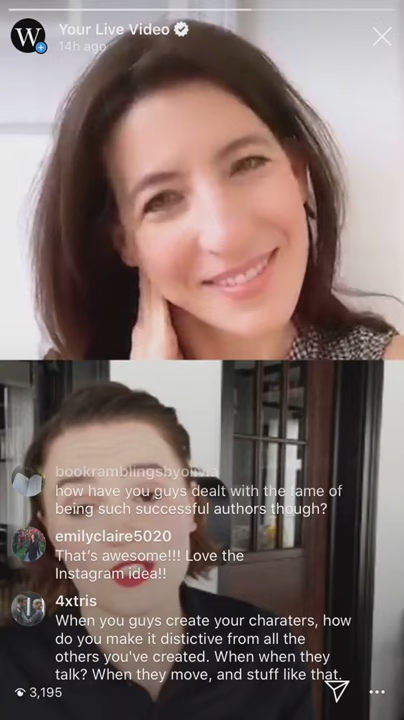 W
Your Live Video
14h ago
bookramblingsbyolivia
how have you guys dealt with the fame of
being such successful authors though?
emilyclaire5020
That's awesome!!! Love the
Instagram idea!!
4xtris
When you guys create your charaters, how
do you make it distictive from all the
others you've created. When when they
talk? When they move, and stuff like that.
3,195